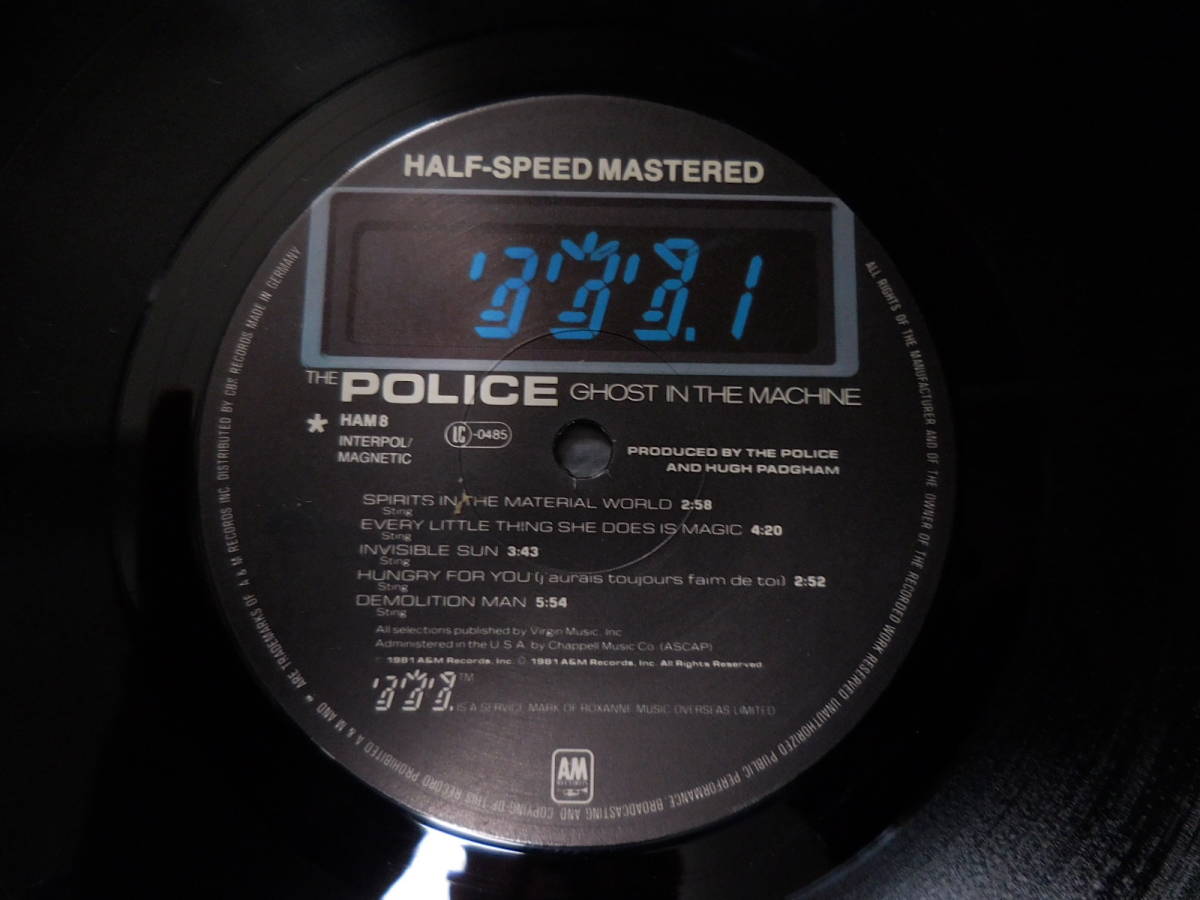 HALF-SPEED MASTERED
.1
THE POLICE GHOST IN THE MACHINE
* HAM 8
INTERPOL/
MAGNETIC
LC-0485
PRODUCED BY THE POLICE
AND HUGH PADGHAM
SPIRITS IN THE MATERIAL WORLD 2:58
Sting
EVERY LITTLE THING SHE DOES IS MAGIC 4:20
Sting
INVISIBLE SUN 3:43
Sting
HUNGRY FOR YOU (j'aurais toujours faim de toi) 2:52
Sting
DEMOLITION MAN 5:54
Sting
All selections published by Virgin Music, Inc
Administered in the U.S.A. by Chappell Music Co. (ASCAP)
1981 A&M Records, Inc. © 1981 A&M Records, Inc. All Rights Reserved.
TM IS A SERVICE MARK OF ROXANNE MUSIC OVERSEAS LIMITED
AM
RECORDS
ALL RIGHTS OF THE MANUFACTURER AND OF THE OWNER OF THE RECORDED WORK RESERVED UNAUTHORIZED PUBLIC PERFORMANCE, BROADCASTING AND COPYING OF THIS RECORD PROHIBITED A & M AND * ARE TRADEMARKS OF A & M RECORDS INC DISTRIBUTED BY CBS RECORDS MADE IN GERMANY